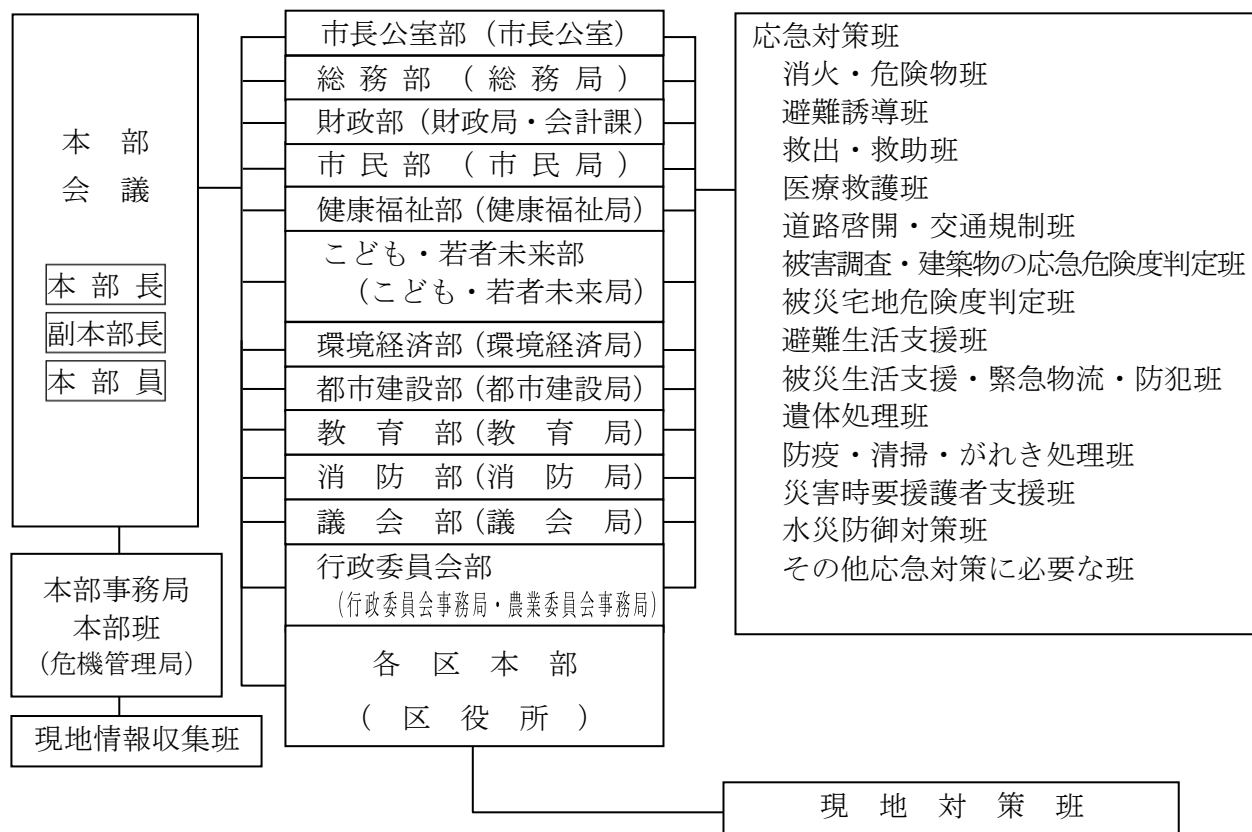 本部
会議
本部長
副本部長
本部員
本部事務局
本部班
(危機管理局)
現地情報収集班
市長公室部(市長公室)
総務部(総務局)
財政部(財政局・会計課)
市民部(市民局)
健康福祉部(健康福祉局)
こども・若者未来部
(こども・若者未来局)
環境経済部(環境経済局)
都市建設部(都市建設局)
教育部(教育局)
消防部(消防局)
議会部(議会局)
行政委員会部
(行政委員会事務局・農業委員会事務局)
各区本部
(区役所)
応急対策班
消火・危険物班
避難誘導班
救出・救助班
医療救護班
道路啓開・交通規制班
被害調査・建築物の応急危険度判定班
被災宅地危険度判定班
避難生活支援班
被災生活支援・緊急物流・防犯班
遺体処理班
防疫・清掃・がれき処理班
災害時要援護者支援班
水災防御対策班
その他応急対策に必要な班
現地対策班